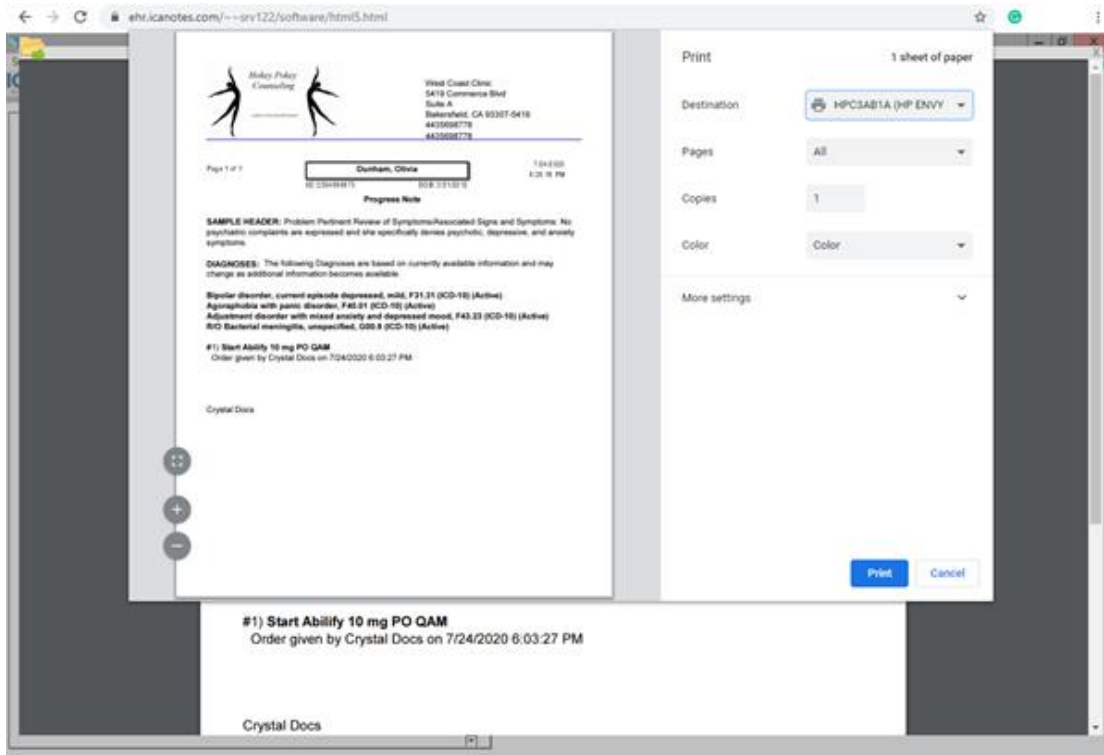 ehr.icanotes.com/~~srv122/software/html5.html
Hokey Pokey
Counseling
West Coast Clinic
5419 Commerce Blvd
Suite A
Bakersfield, CA 93307-5419
4435698778
4435698778
Page 1 of 1
Dunham, Olivia
PM
Progress Note
SAMPLE HEADER: Problem Pertinent Review of Symptoms/Associated Signs and Symptoms: No
psychiatric complaints are expressed and she specifically denies psychotic, depressive, and anxiety
symptoms.
DIAGNOSES: The following Diagnoses are based on currently available information and may
change as additional information becomes available.
Bipolar disorder, current episode depressed, mild, F31.31 (ICD-10) (Active)
Agoraphobia with panic disorder, F40.01 (ICD-10) (Active)
Adjustment disorder with mixed anxiety and depressed mood, F43.23 (ICD-10) (Active)
R/O Bacterial meningitis, unspecified, G00.9 (ICD-10) (Active)
#1) Start Abilify 10 mg PO QAM
Order given by Crystal Docs on 7/24/2020 6:03:27 PM
Crystal Docs
Print
1 sheet of paper
Destination
HPC3AB1A (HP ENVY
Pages
All
Copies
1
Color
Color
More settings
Print
Cancel
#1) Start Abilify 10 mg PO QAM
Order given by Crystal Docs on 7/24/2020 6:03:27 PM
Crystal Docs